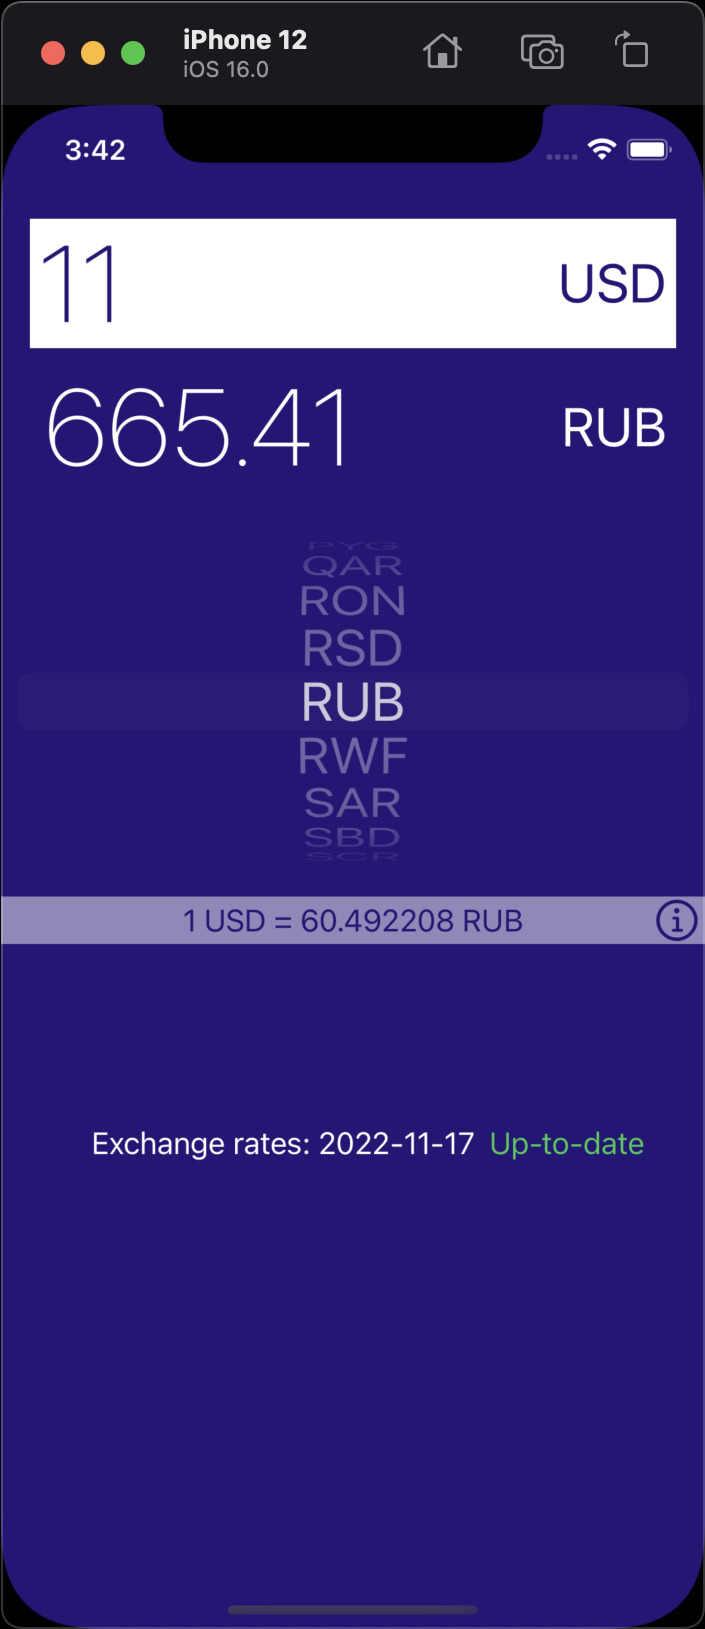 iPhone 12
iOS 16.0
3:42
11 USD
665.41 RUB
PYG
QAR
RON
RSD
RUB
RWF
SAR
SBD
SCR
1 USD = 60.492208 RUB
Exchange rates: 2022-11-17 Up-to-date